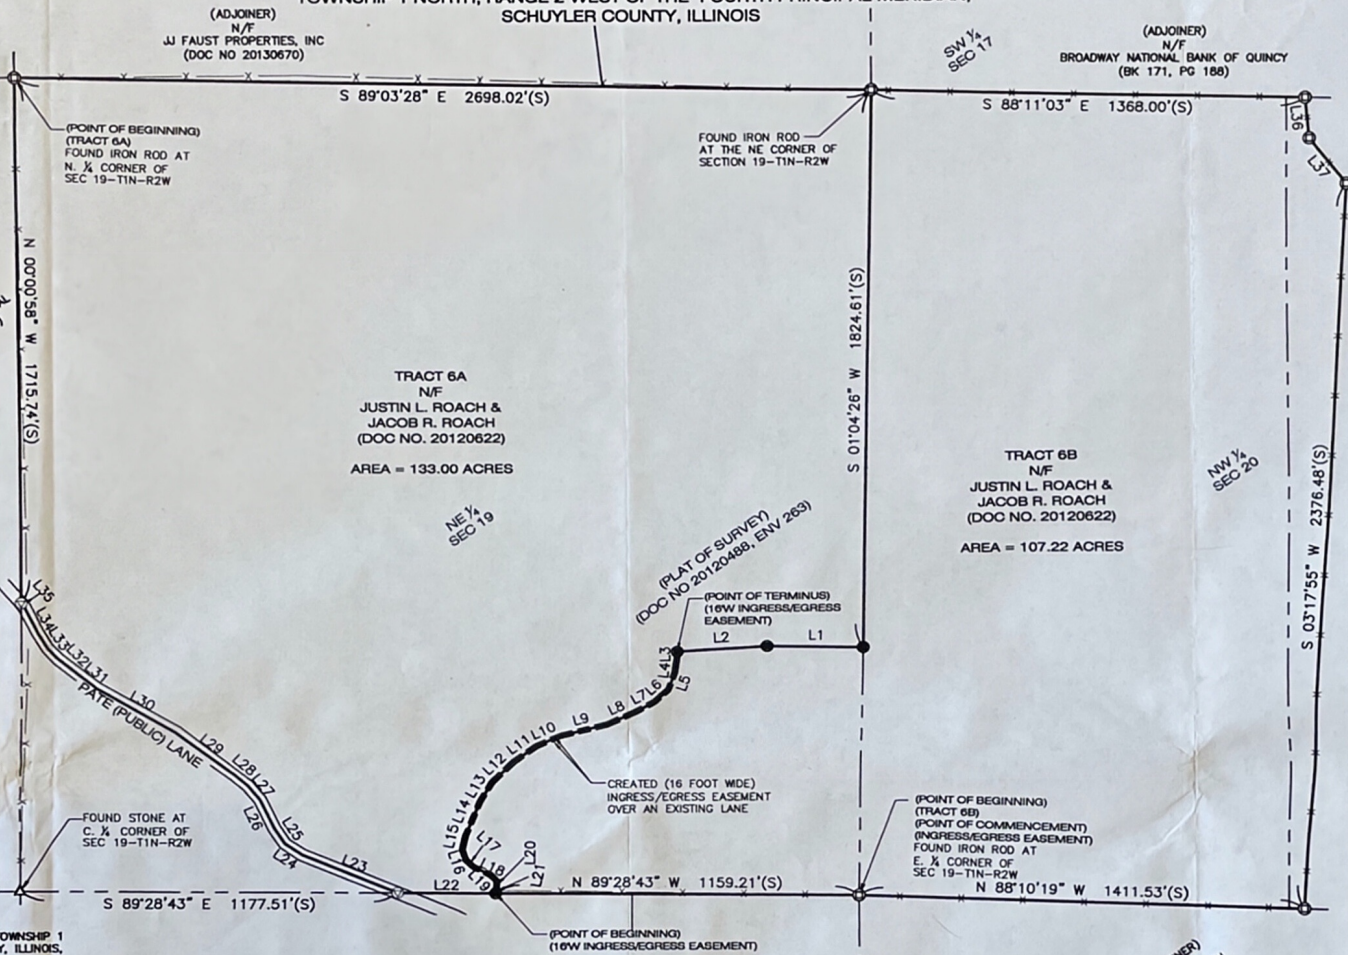 SCHUYLER COUNTY, ILLINOIS
(ADJOINER)
N/F
JJ FAUST PROPERTIES, INC
(DOC NO 20130670)
SW ¼
SEC 17
(ADJOINER)
N/F
BROADWAY NATIONAL BANK OF QUINCY
(BK 171, PG 188)
S 89°03'28" E 2698.02'(S)
S 88°11'03" E 1368.00'(S)
L36
L37
(POINT OF BEGINNING)
(TRACT 6A)
FOUND IRON ROD AT
N. ¼ CORNER OF
SEC 19-T1N-R2W
FOUND IRON ROD
AT THE NE CORNER OF
SECTION 19-T1N-R2W
N 00°00'58" W 1715.74'(S)
S 01°04'26" W 1824.61'(S)
S 03°17'55" W 2376.48'(S)
TRACT 6A
N/F
JUSTIN L. ROACH &
JACOB R. ROACH
(DOC NO. 20120622)
AREA = 133.00 ACRES
NE ¼
SEC 19
TRACT 6B
N/F
JUSTIN L. ROACH &
JACOB R. ROACH
(DOC NO. 20120622)
AREA = 107.22 ACRES
NW ¼
SEC 20
(PLAT OF SURVEY)
(DOC NO 20120488, ENV 263)
(POINT OF TERMINUS)
(16W INGRESS/EGRESS
EASEMENT)
L2
L1
L3
L4
L5
L6
L7
L8
L9
L10
L11
L12
L13
L14
L15
L16
L17
L18
L19
L20
L21
L22
L35
L34
L33
L32
L31
L30
PATE (PUBLIC) LANE
L29
L28
L27
L26
L25
L24
L23
CREATED (16 FOOT WIDE)
INGRESS/EGRESS EASEMENT
OVER AN EXISTING LANE
FOUND STONE AT
C. ¼ CORNER OF
SEC 19-T1N-R2W
(POINT OF BEGINNING)
(TRACT 6B)
(POINT OF COMMENCEMENT)
(INGRESS/EGRESS EASEMENT)
FOUND IRON ROD AT
E. ¼ CORNER OF
SEC 19-T1N-R2W
S 89°28'43" E 1177.51'(S)
N 89°28'43" W 1159.21'(S)
N 88°10'19" W 1411.53'(S)
(POINT OF BEGINNING)
(16W INGRESS/EGRESS EASEMENT)
OWNSHIP 1
Y, ILLINOIS,